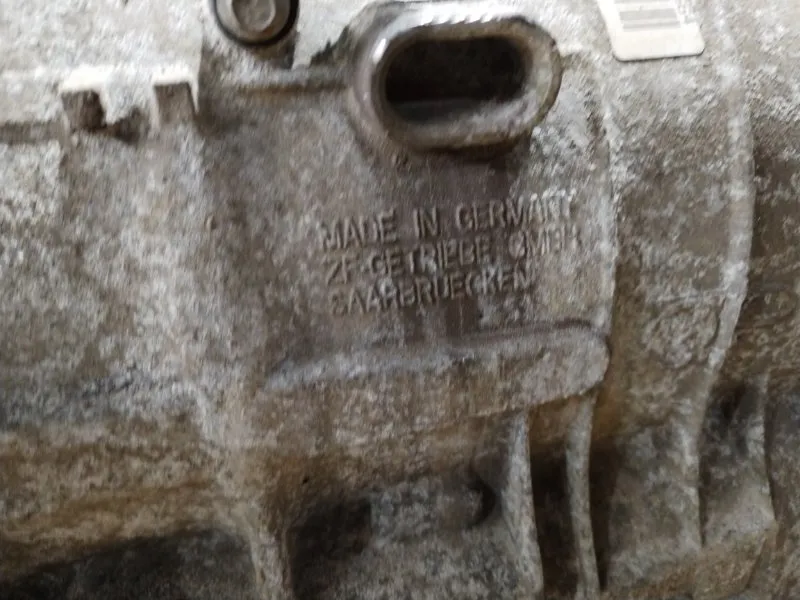 MADE IN GERMANY
ZF-GETRIEBE GMBH
SAARBRUECKEN